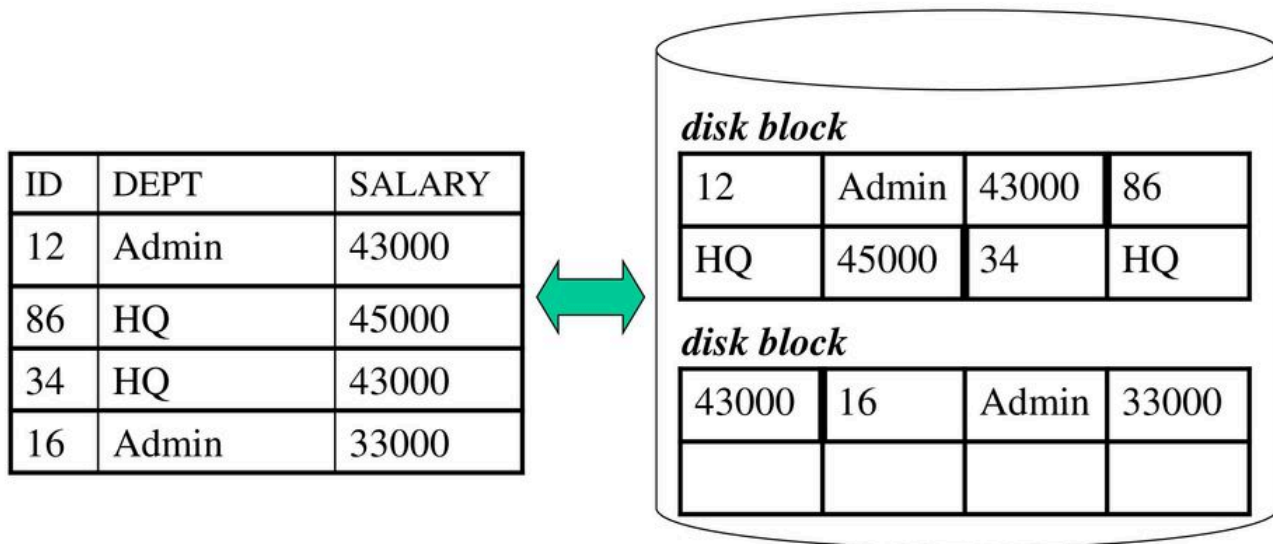 ID DEPT SALARY
12 Admin 43000
86 HQ 45000
34 HQ 43000
16 Admin 33000
disk block
12 Admin 43000 86
HQ 45000 34 HQ
disk block
43000 16 Admin 33000